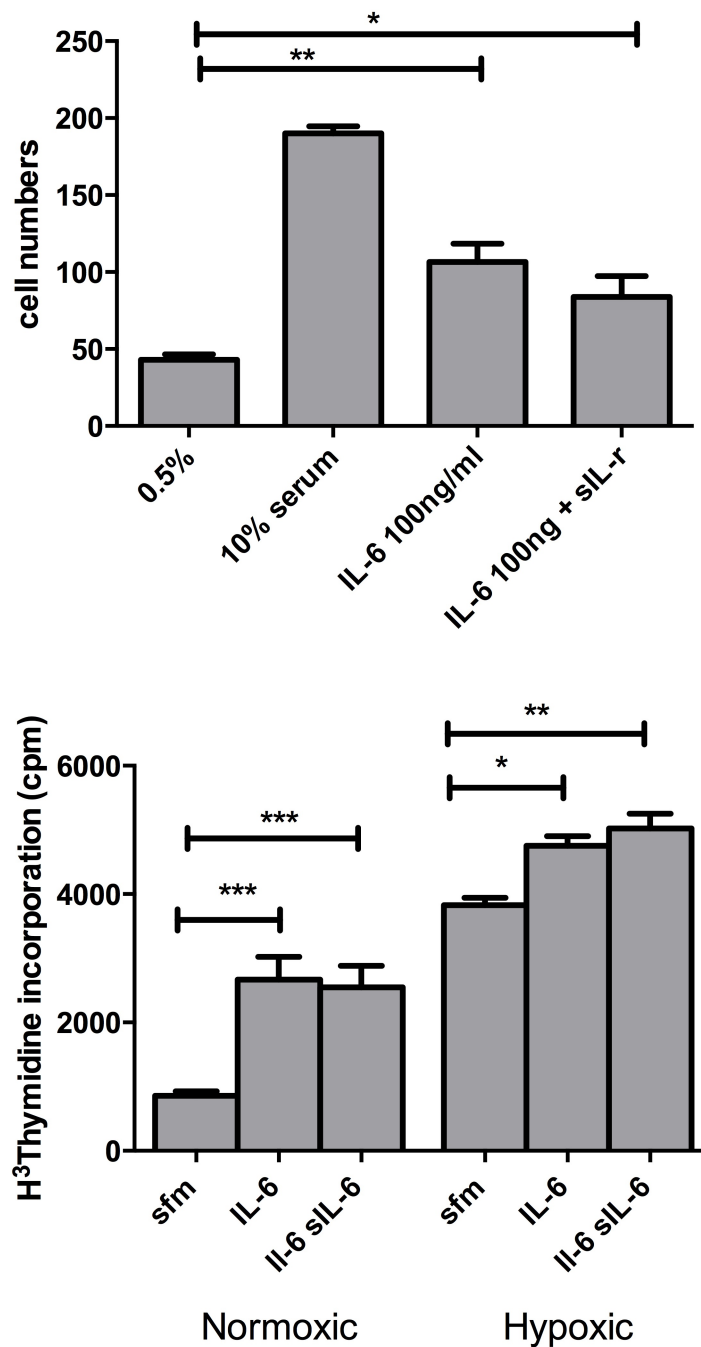 *
**
250
200
150
100
50
0
cell numbers
0.5%
10% serum
IL-6 100ng/ml
IL-6 100ng + sIL-r
**
*
***
***
6000
4000
2000
0
H³Thymidine incorporation (cpm)
sfm
IL-6
Il-6 sIL-6
sfm
IL-6
Il-6 sIL-6
Normoxic
Hypoxic